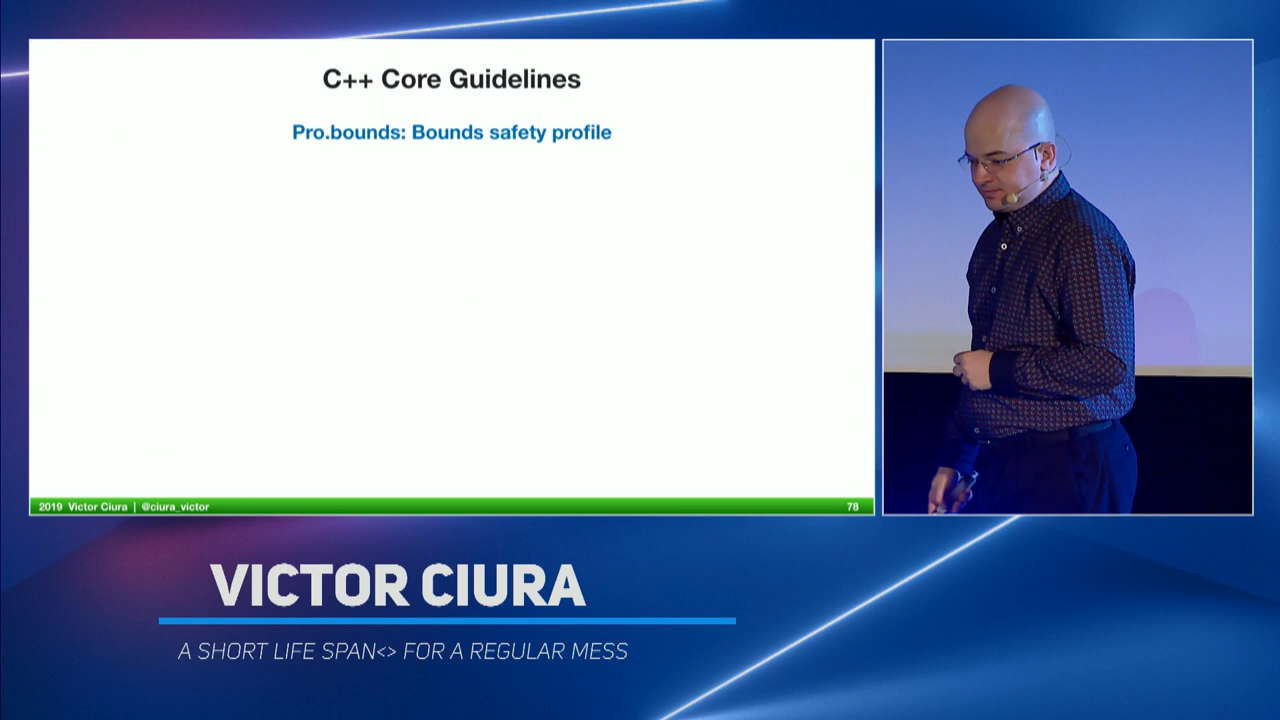 C++ Core Guidelines
Pro.bounds: Bounds safety profile
2019 Victor Ciura | @ciura_victor
78
VICTOR CIURA
A SHORT LIFE SPAN<> FOR A REGULAR MESS